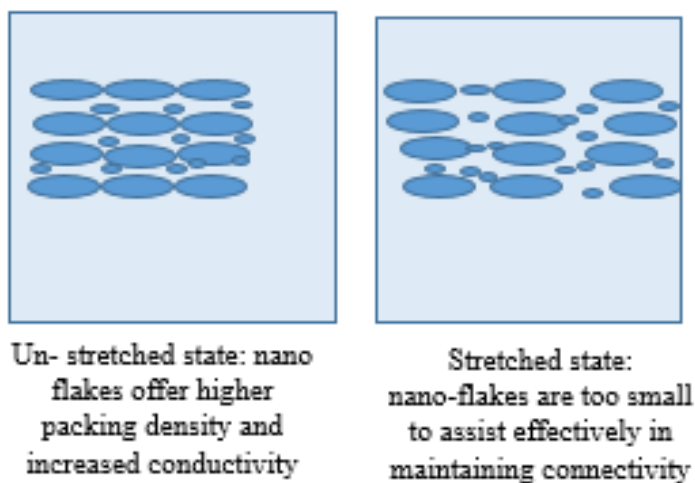 Un- stretched state: nano
flakes offer higher
packing density and
increased conductivity
Stretched state:
nano-flakes are too small
to assist effectively in
maintaining connectivity